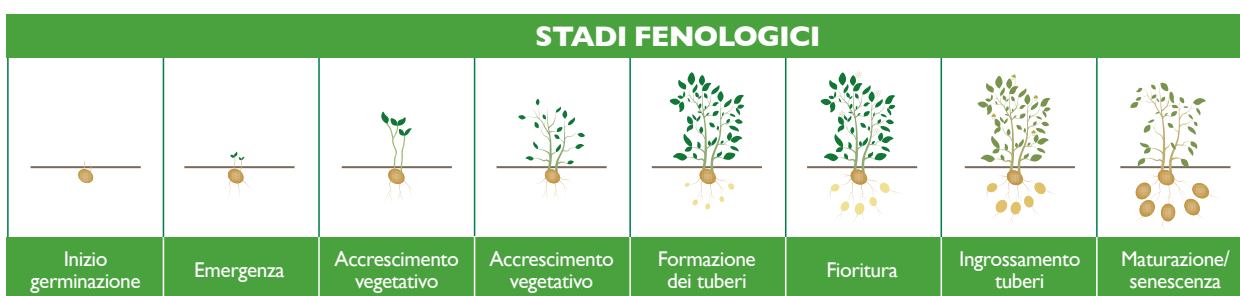 STADI FENOLOGICI
Inizio
germinazione
Emergenza
Accrescimento
vegetativo
Accrescimento
vegetativo
Formazione
dei tuberi
Fioritura
Ingrossamento
tuberi
Maturazione/
senescenza